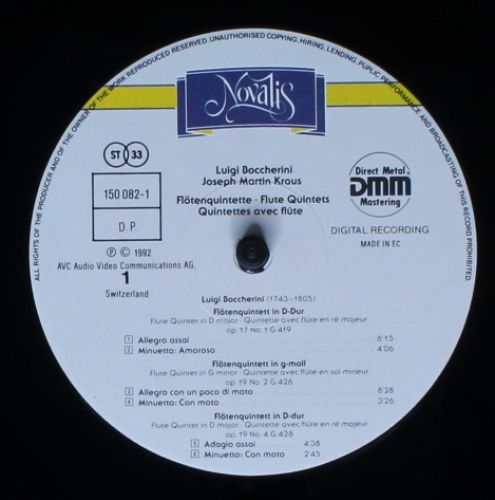 ALL RIGHTS OF THE PRODUCER AND OF THE OWNER OF THE WORK REPRODUCED RESERVED. UNAUTHORISED COPYING, HIRING, LENDING, PUBLIC PERFORMANCE AND BROADCASTING OF THIS RECORD PROHIBITED
Novalis
ST 33
150 082-1
D.P.
Luigi Boccherini
Joseph Martin Kraus
Flötenquintette · Flute Quintets
Quintettes avec flûte
Direct Metal
DMM
Mastering
DIGITAL RECORDING
MADE IN EC
℗ © 1992
AVC Audio Video Communications AG,
1
Switzerland
Luigi Boccherini (1743–1805)
Flötenquintett in D-Dur
Flute Quintet in D major · Quintette avec flûte en ré majeur
op. 17 No. 1 G 419
1 Allegro assai 6:15
2 Minuetto: Amoroso 4:06
Flötenquintett in g-moll
Flute Quintet in G minor · Quintette avec flûte en sol mineur
op. 19 No. 2 G 426
3 Allegro con un poco di moto 8:28
4 Minuetto: Con moto 3:26
Flötenquintett in D-dur
Flute Quintet in D major · Quintette avec flûte en ré majeur
op. 19 No. 4 G 428
5 Adagio assai 4:38
6 Minuetto: Con moto 2:45